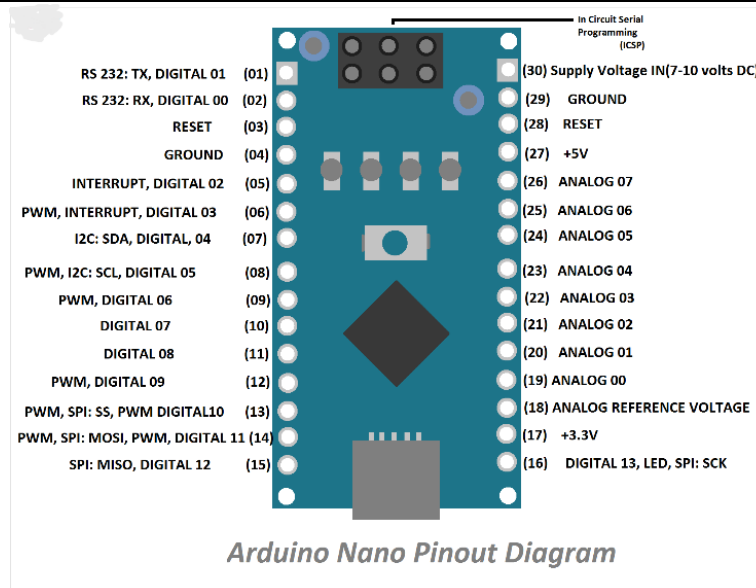 In Circuit Serial
Programming
(ICSP)
RS 232: TX, DIGITAL 01 (01)
RS 232: RX, DIGITAL 00 (02)
RESET (03)
GROUND (04)
INTERRUPT, DIGITAL 02 (05)
PWM, INTERRUPT, DIGITAL 03 (06)
I2C: SDA, DIGITAL, 04 (07)
PWM, I2C: SCL, DIGITAL 05 (08)
PWM, DIGITAL 06 (09)
DIGITAL 07 (10)
DIGITAL 08 (11)
PWM, DIGITAL 09 (12)
PWM, SPI: SS, PWM DIGITAL10 (13)
PWM, SPI: MOSI, PWM, DIGITAL 11 (14)
SPI: MISO, DIGITAL 12 (15)
(30) Supply Voltage IN(7-10 volts DC)
(29) GROUND
(28) RESET
(27) +5V
(26) ANALOG 07
(25) ANALOG 06
(24) ANALOG 05
(23) ANALOG 04
(22) ANALOG 03
(21) ANALOG 02
(20) ANALOG 01
(19) ANALOG 00
(18) ANALOG REFERENCE VOLTAGE
(17) +3.3V
(16) DIGITAL 13, LED, SPI: SCK
Arduino Nano Pinout Diagram